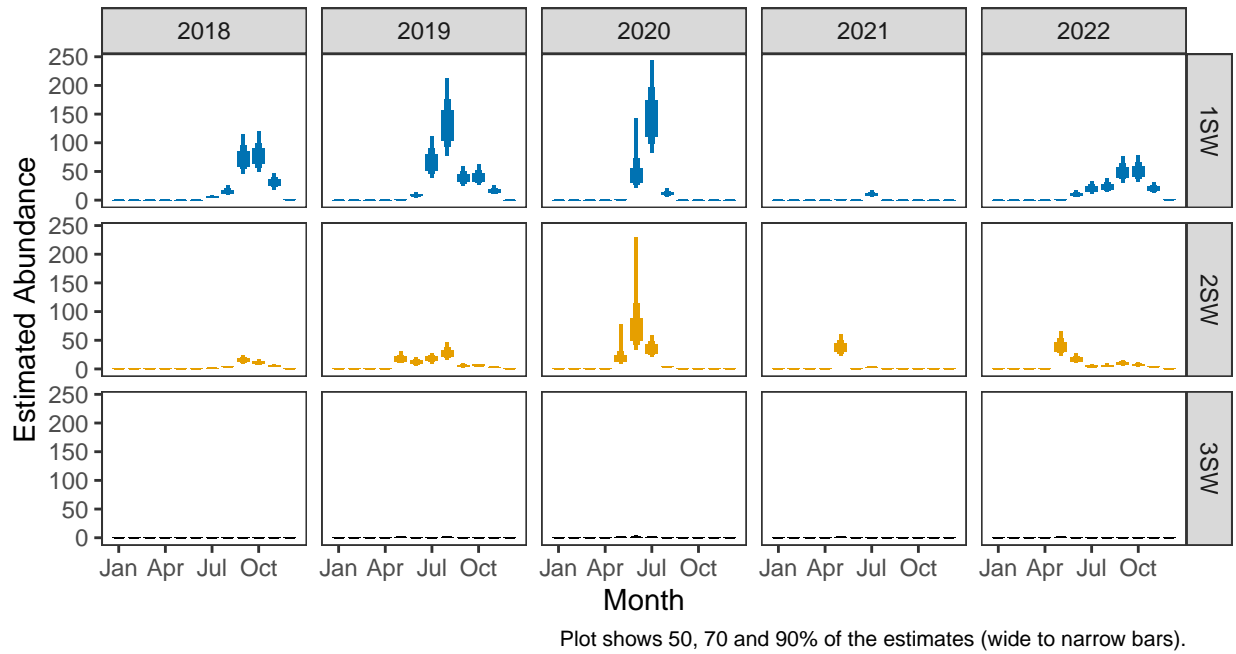 2018 2019 2020 2021 2022
250
200
150
100
50
0
1SW
250
200
150
100
50
0
2SW
Estimated Abundance
250
200
150
100
50
0
3SW
Jan Apr Jul Oct Jan Apr Jul Oct Jan Apr Jul Oct Jan Apr Jul Oct Jan Apr Jul Oct
Month
Plot shows 50, 70 and 90% of the estimates (wide to narrow bars).